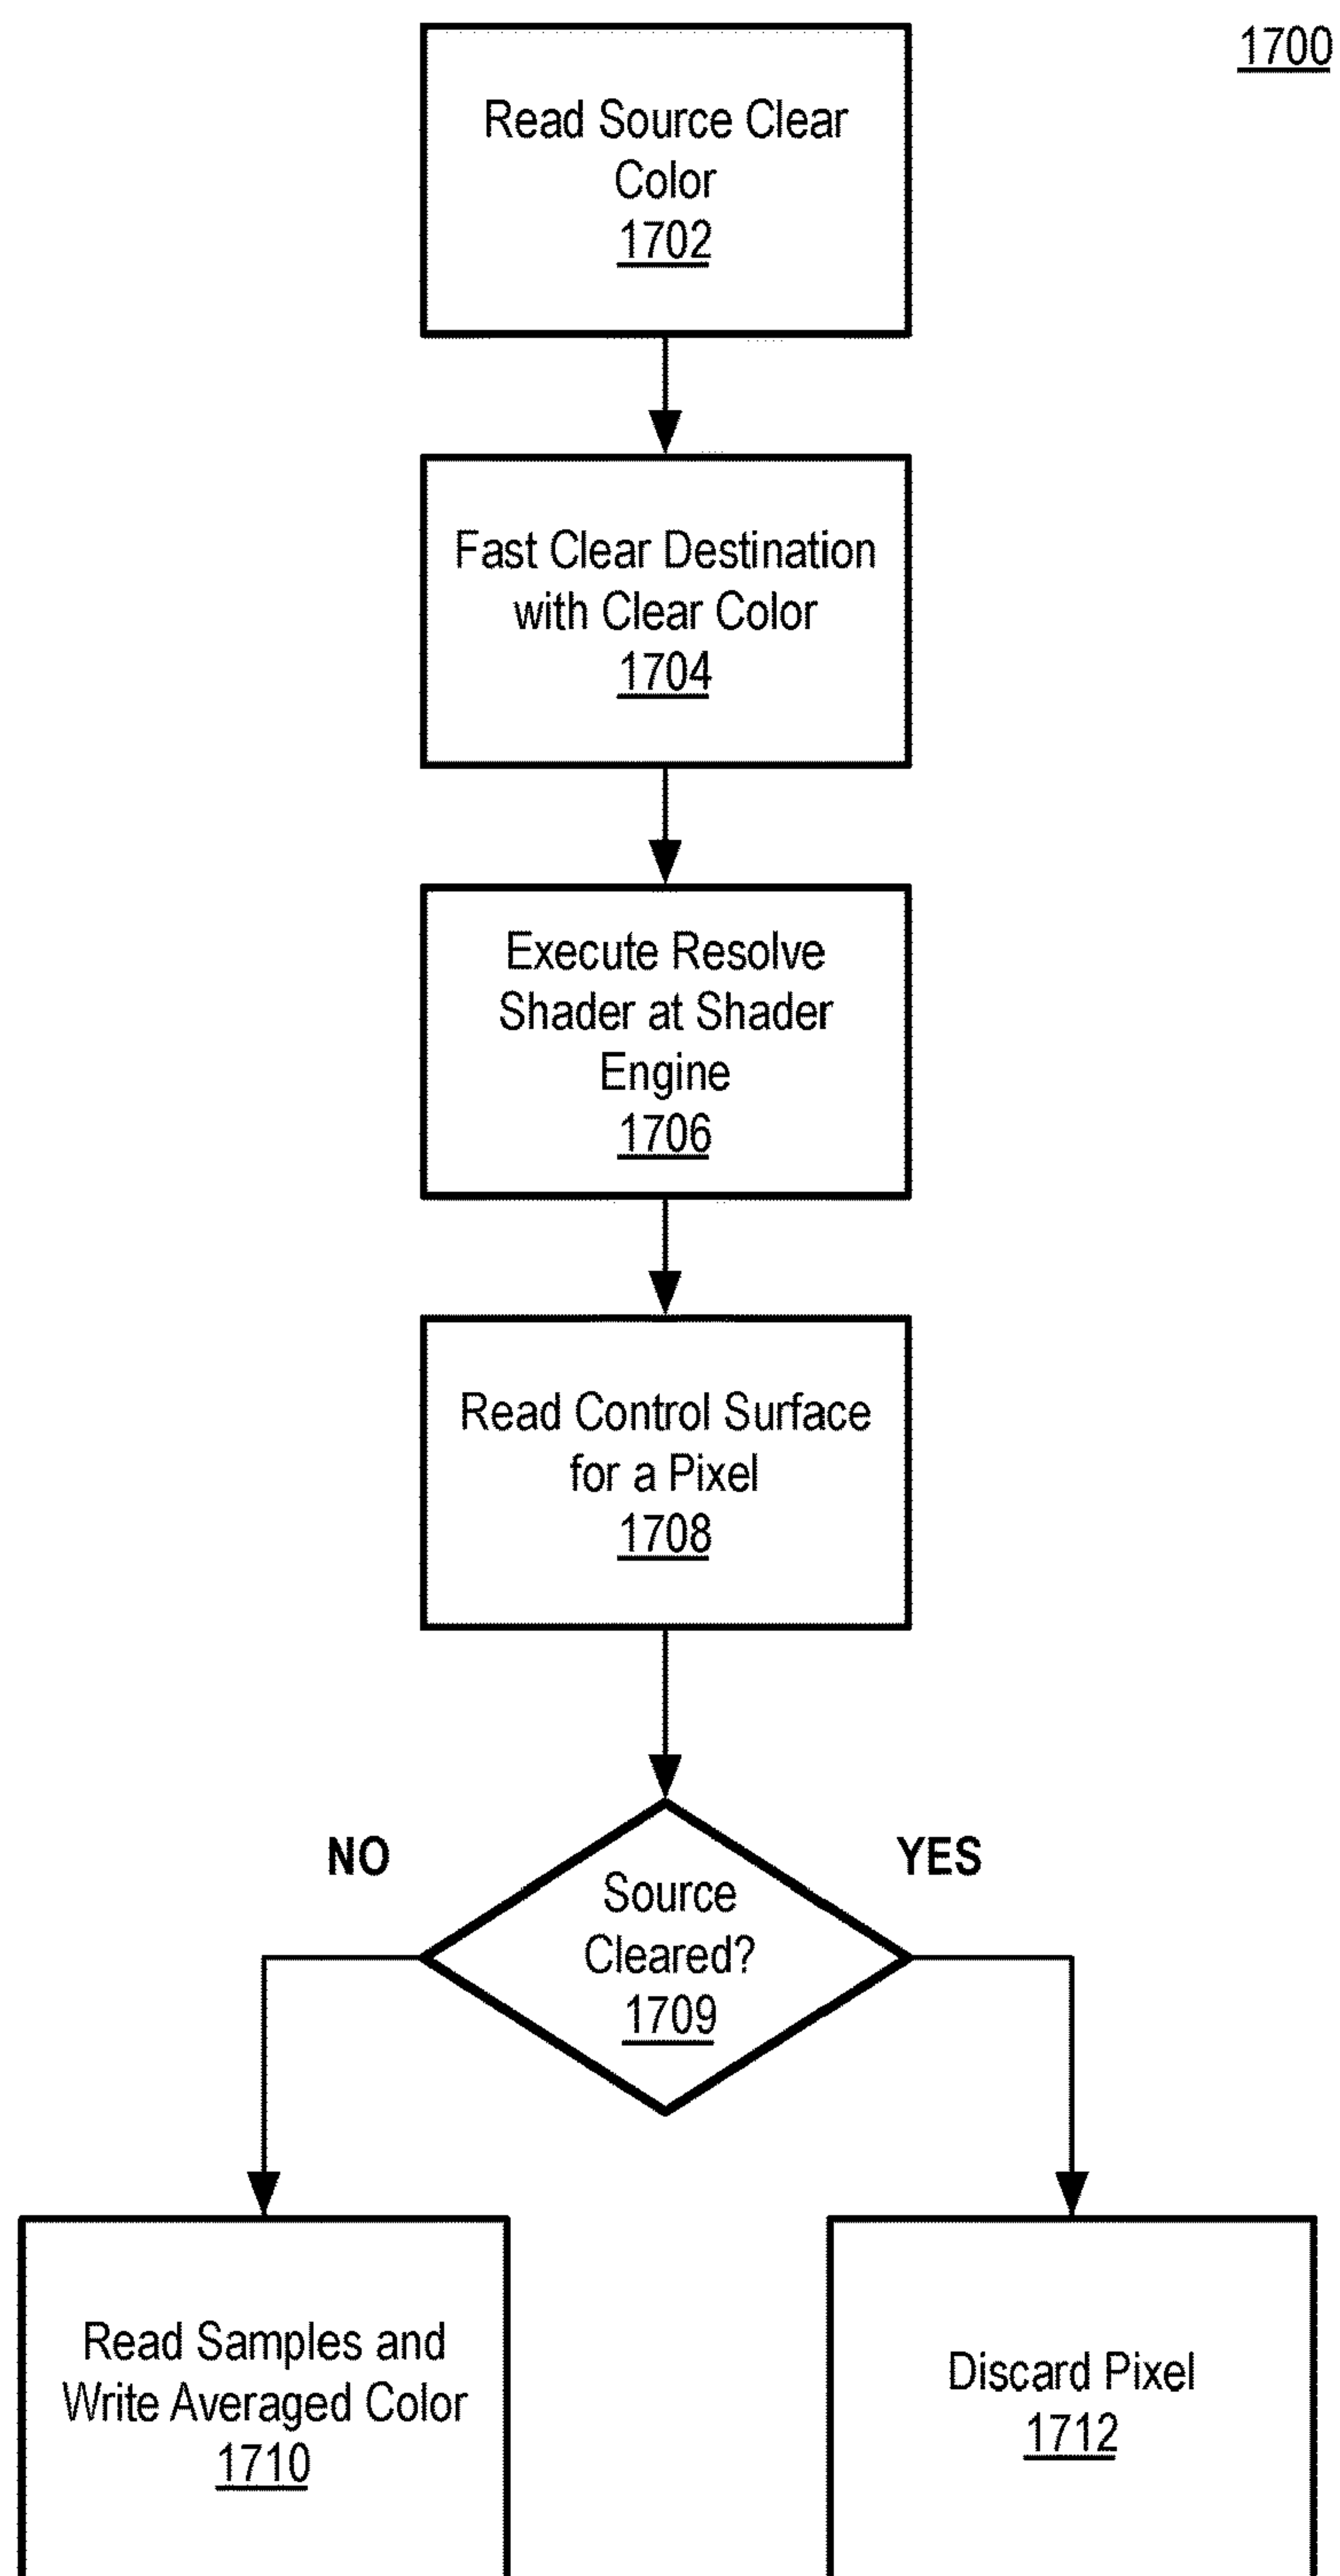 1700
Read Source Clear
Color
1702
Fast Clear Destination
with Clear Color
1704
Execute Resolve
Shader at Shader
Engine
1706
Read Control Surface
for a Pixel
1708
NO
YES
Source
Cleared?
1709
Read Samples and
Write Averaged Color
1710
Discard Pixel
1712